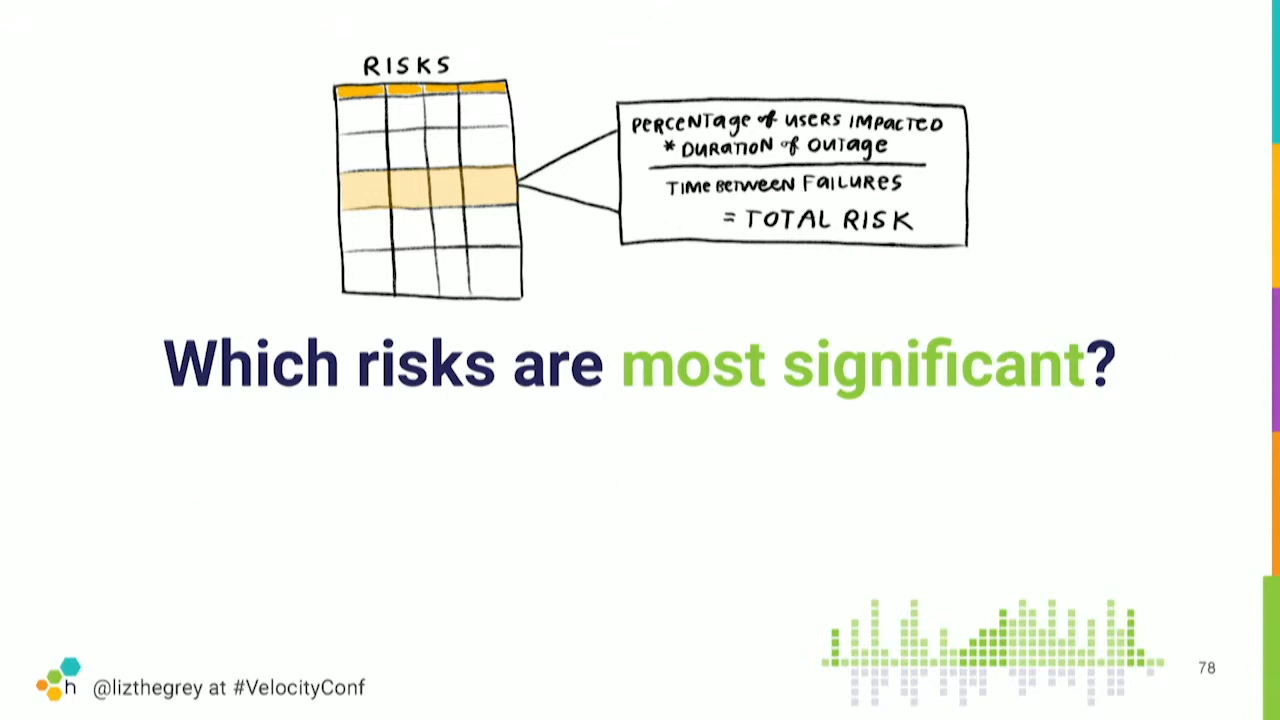 RISKS
PERCENTAGE of USERS IMPACTED
* DURATION of OUTAGE
TIME BETWEEN FAILURES
= TOTAL RISK
Which risks are most significant?
78
h @lizthegrey at #VelocityConf